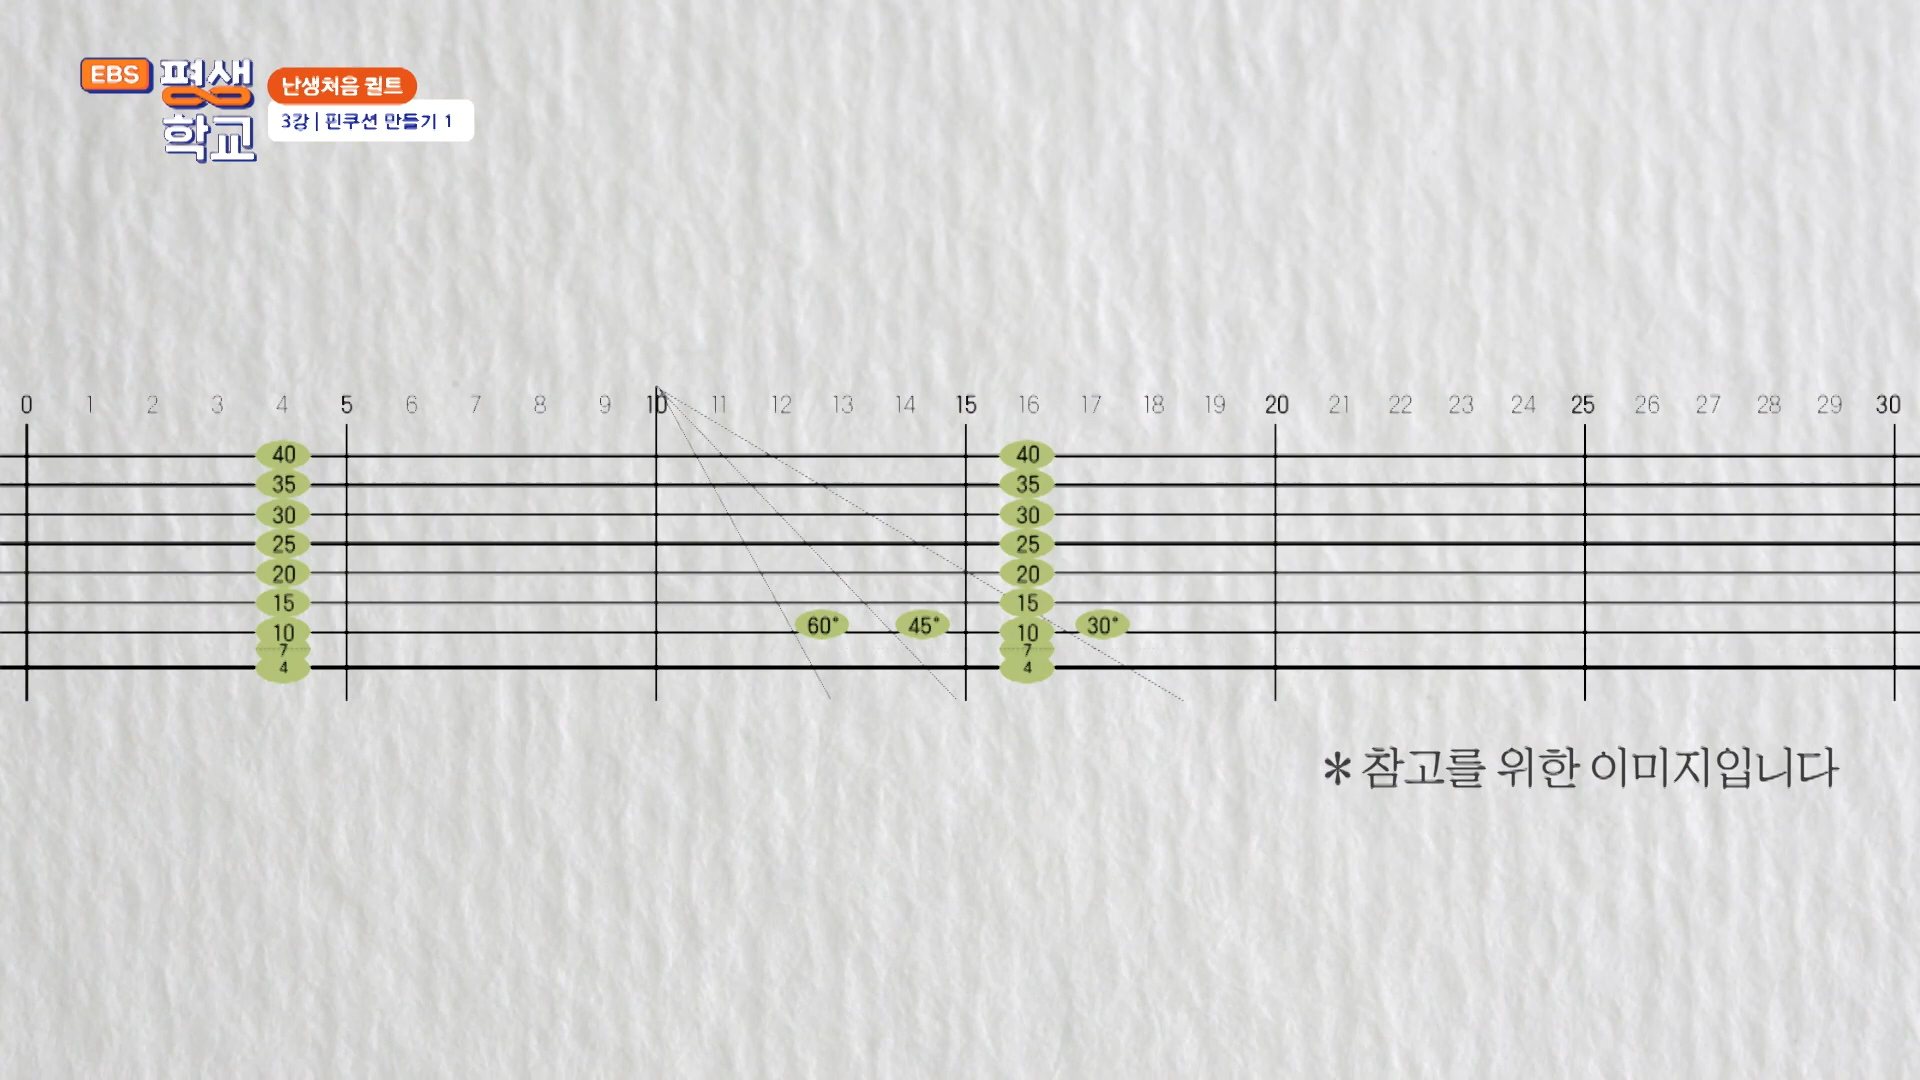 EBS 평생
학교
난생처음 퀼트
3강 | 핀쿠션 만들기 1
0 1 2 3 4 5 6 7 8 9 10 11 12 13 14 15 16 17 18 19 20 21 22 23 24 25 26 27 28 29 30
40 40
35 35
30 30
25 25
20 20
15 15
60° 45° 30°
10 10
7 7
4 4
* 참고를 위한 이미지입니다